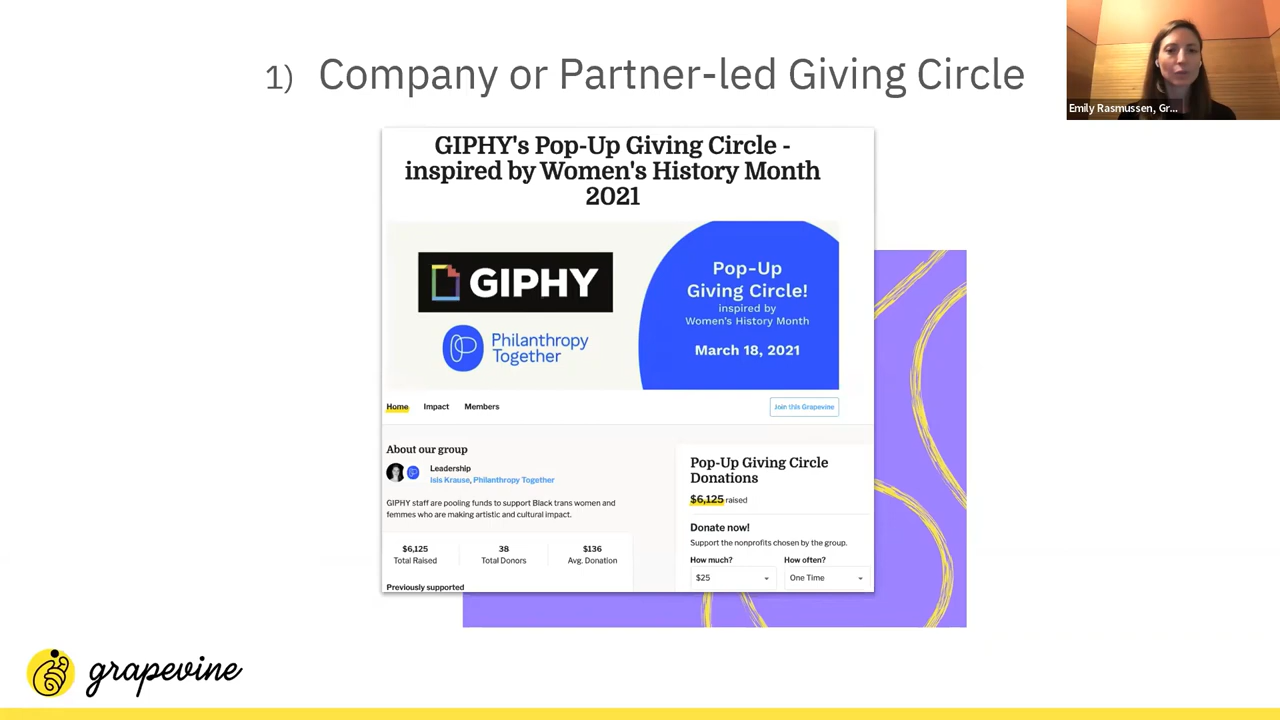 1) Company or Partner-led Giving Circle
Emily Rasmussen, Gr...
GIPHY's Pop-Up Giving Circle -
inspired by Women's History Month
2021
GIPHY
Philanthropy
Together
Pop-Up
Giving Circle!
inspired by
Women's History Month
March 18, 2021
Home Impact Members Join this Grapevine
About our group
Leadership
Isis Krause, Philanthropy Together
GIPHY staff are pooling funds to support Black trans women and
femmes who are making artistic and cultural impact.
$6,125 38 $136
Total Raised Total Donors Avg. Donation
Previously supported
Pop-Up Giving Circle
Donations
$6,125 raised
Donate now!
Support the nonprofits chosen by the group.
How much? How often?
$25 One Time
grapevine